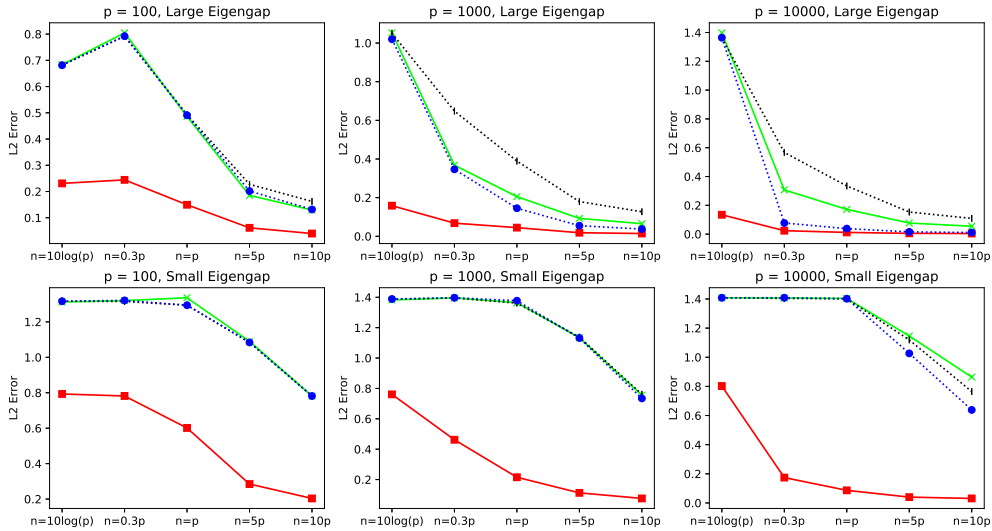 p = 100, Large Eigengap
L2 Error
0.8
0.7
0.6
0.5
0.4
0.3
0.2
0.1
n=10log(p) n=0.3p n=p n=5p n=10p
p = 1000, Large Eigengap
L2 Error
1.0
0.8
0.6
0.4
0.2
0.0
n=10log(p) n=0.3p n=p n=5p n=10p
p = 10000, Large Eigengap
L2 Error
1.4
1.2
1.0
0.8
0.6
0.4
0.2
0.0
n=10log(p) n=0.3p n=p n=5p n=10p
p = 100, Small Eigengap
L2 Error
1.2
1.0
0.8
0.6
0.4
0.2
n=10log(p) n=0.3p n=p n=5p n=10p
p = 1000, Small Eigengap
L2 Error
1.4
1.2
1.0
0.8
0.6
0.4
0.2
0.0
n=10log(p) n=0.3p n=p n=5p n=10p
p = 10000, Small Eigengap
L2 Error
1.4
1.2
1.0
0.8
0.6
0.4
0.2
0.0
n=10log(p) n=0.3p n=p n=5p n=10p